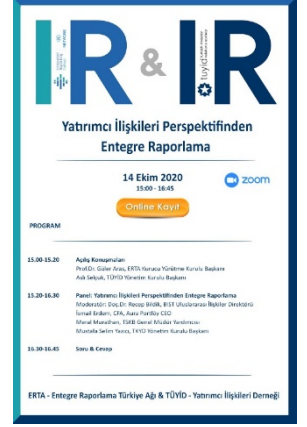 IR & IR
tuyid
Yatırımcı İlişkileri Perspektifinden
Entegre Raporlama
14 Ekim 2020
15:00 - 16:45
zoom
Online Kayıt
PROGRAM
15.00-15.20 Açılış Konuşmaları
Prof.Dr. Güler Aras, ERTA Kurucu Yürütme Kurulu Başkanı
Aslı Selçuk, TÜYİD Yönetim Kurulu Başkanı
15.20-16.30 Panel: Yatırımcı İlişkileri Perspektifinden Entegre Raporlama
Moderatör: Doç.Dr. Recep Bildik, BIST Uluslararası İlişkiler Direktörü
İsmail Erdem, CFA, Aura Portföy CEO
Meral Murathan, TSKB Genel Müdür Yardımcısı
Mustafa Selim Yazıcı, TKYD Yönetim Kurulu Başkanı
16.30-16.45 Soru & Cevap
ERTA - Entegre Raporlama Türkiye Ağı & TÜYİD - Yatırımcı İlişkileri Derneği